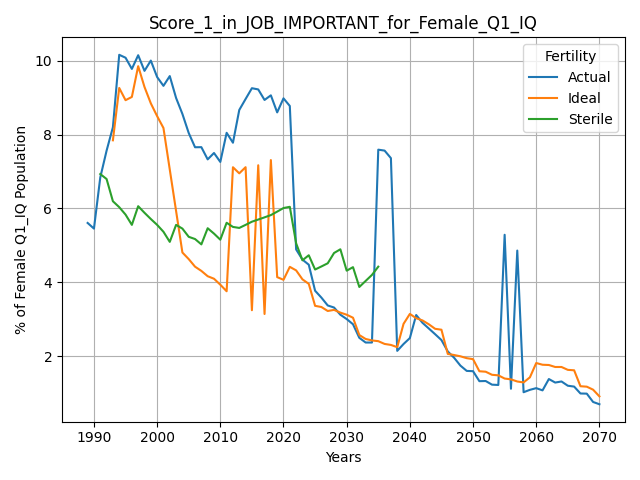 Score_1_in_JOB_IMPORTANT_for_Female_Q1_IQ
Fertility
Actual
Ideal
Sterile
% of Female Q1_IQ Population
10
8
6
4
2
1990 2000 2010 2020 2030 2040 2050 2060 2070
Years